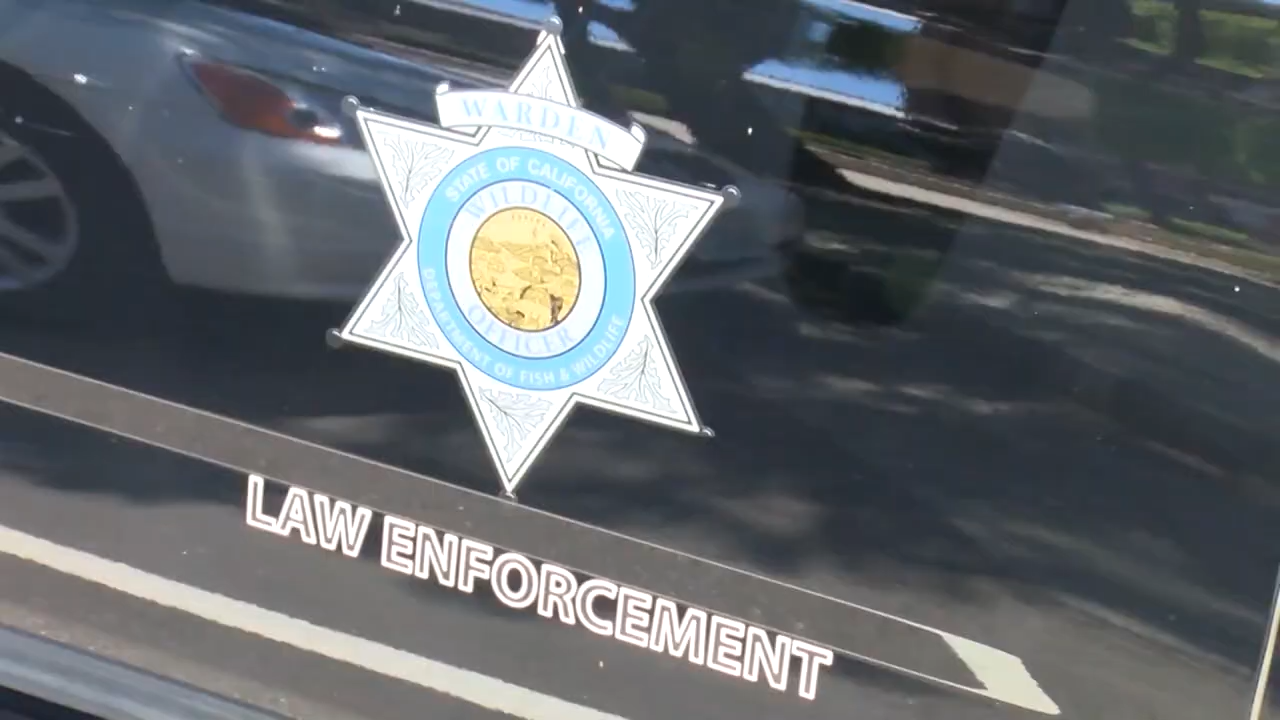 WARDEN
STATE OF CALIFORNIA
WILDLIFE
OFFICER
DEPARTMENT OF FISH & WILDLIFE
LAW ENFORCEMENT